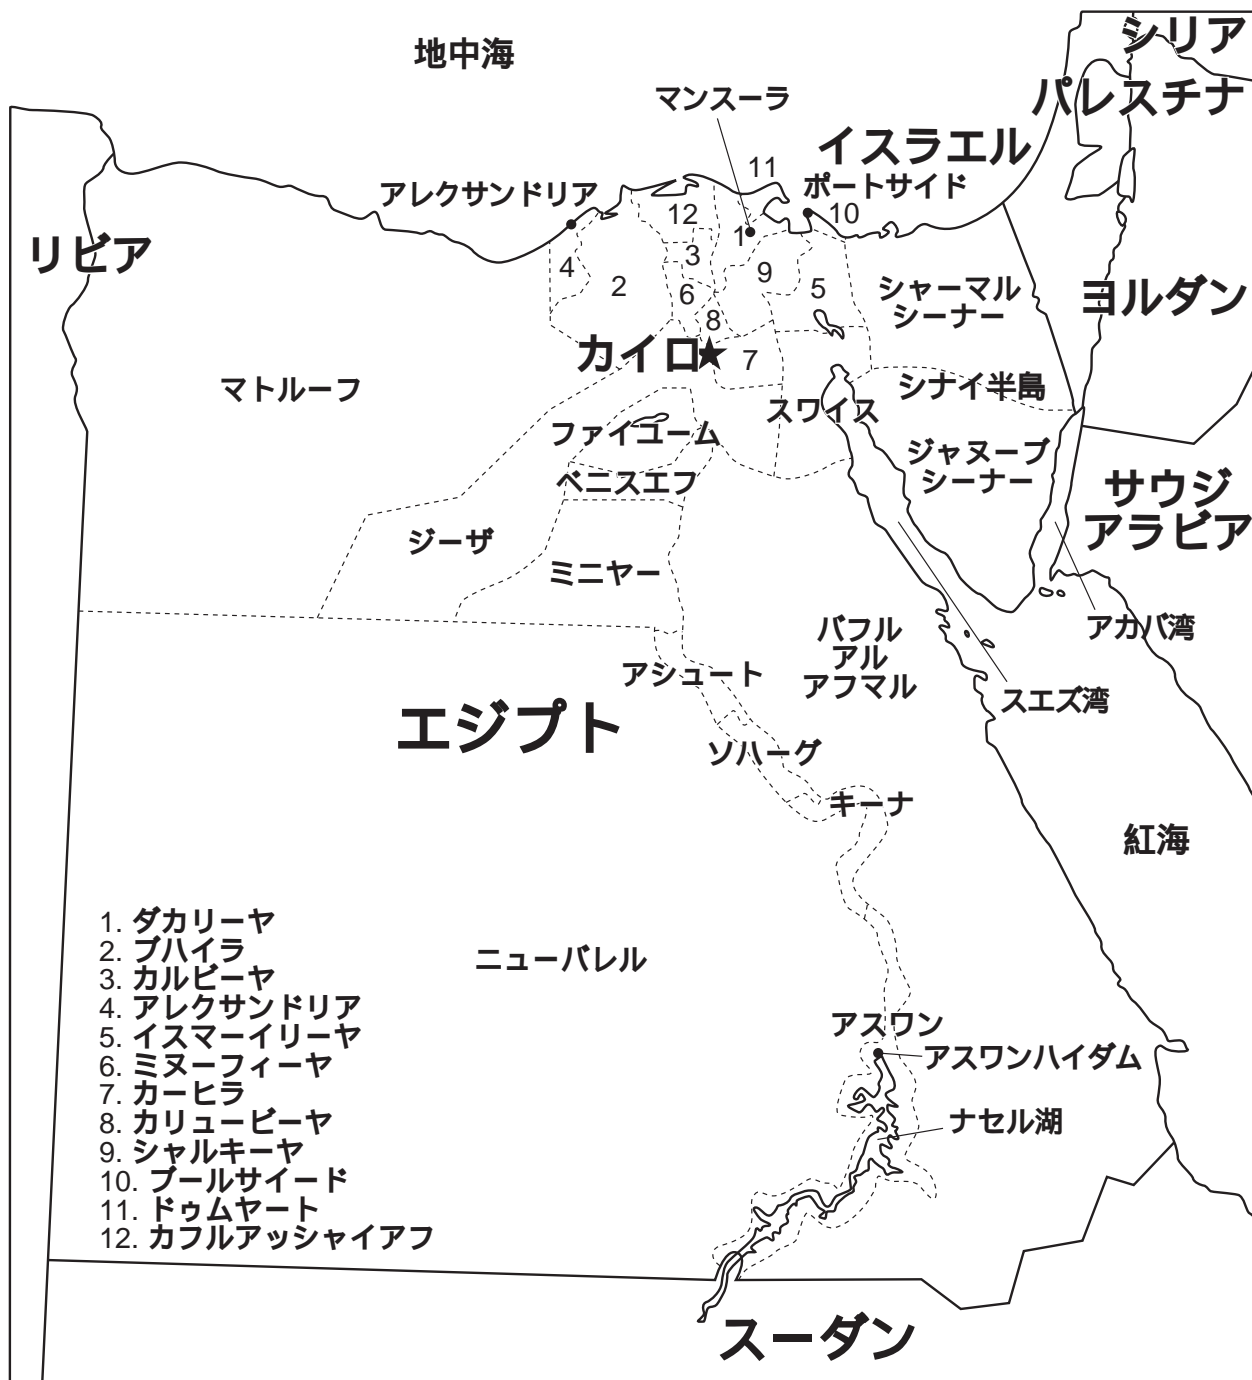 地中海
シリア
パレスチナ
マンスーラ
イスラエル
11
ポートサイド
アレクサンドリア
12
10
1
リビア
3
4
9
2
5
6
シャーマル
シーナー
ヨルダン
8
カイロ
7
マトルーフ
シナイ半島
スワイス
ファイユーム
ジャヌーブ
シーナー
ベニスエフ
サウジ
アラビア
ジーザ
ミニヤー
バフル
アル
アフマル
アカバ湾
アシュート
スエズ湾
エジプト
ソハーグ
キーナ
紅海
1. ダカリーヤ
2. ブハイラ
3. カルビーヤ
4. アレクサンドリア
5. イスマーイリーヤ
6. ミヌーフィーヤ
7. カーヒラ
8. カリュービーヤ
9. シャルキーヤ
10. ブールサイード
11. ドゥムヤート
12. カフルアッシャイアフ
ニューバレル
アスワン
アスワンハイダム
ナセル湖
スーダン